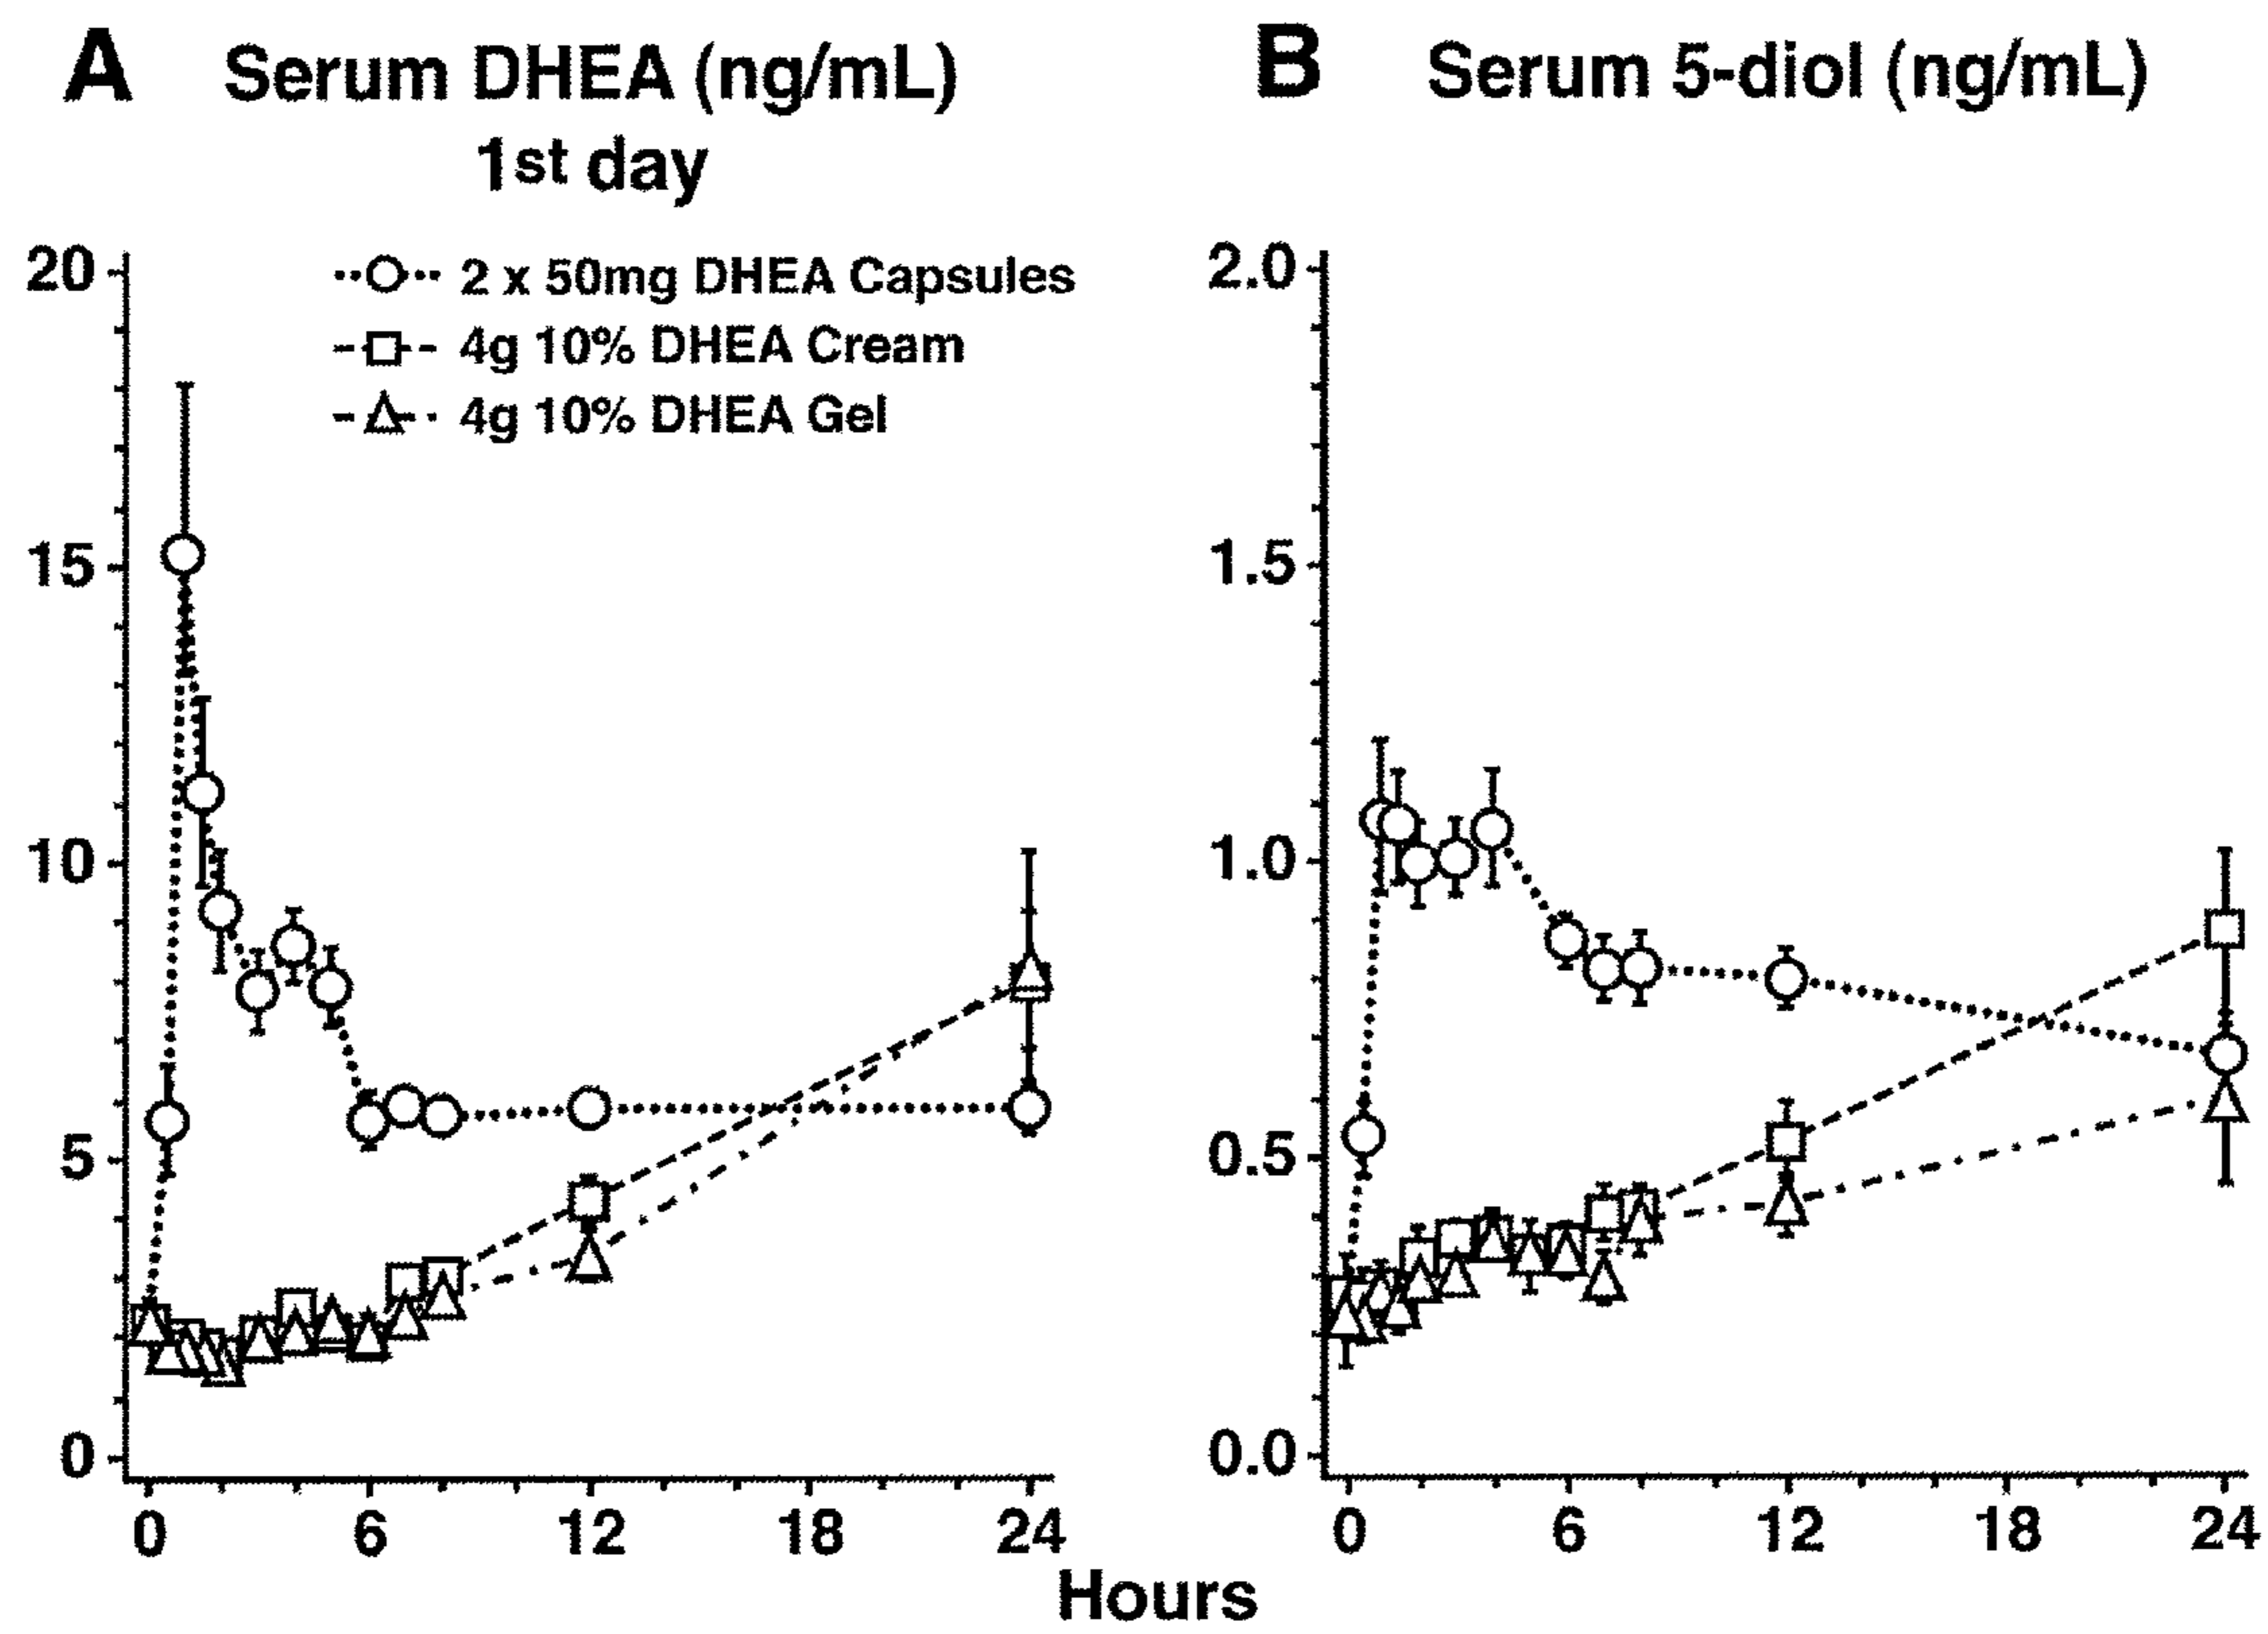 A Serum DHEA (ng/mL)
1st day
20
15
10
5
0
2 x 50mg DHEA Capsules
4g 10% DHEA Cream
4g 10% DHEA Gel
0 6 12 18 24
B Serum 5-diol (ng/mL)
2.0
1.5
1.0
0.5
0.0
0 6 12 18 24
Hours